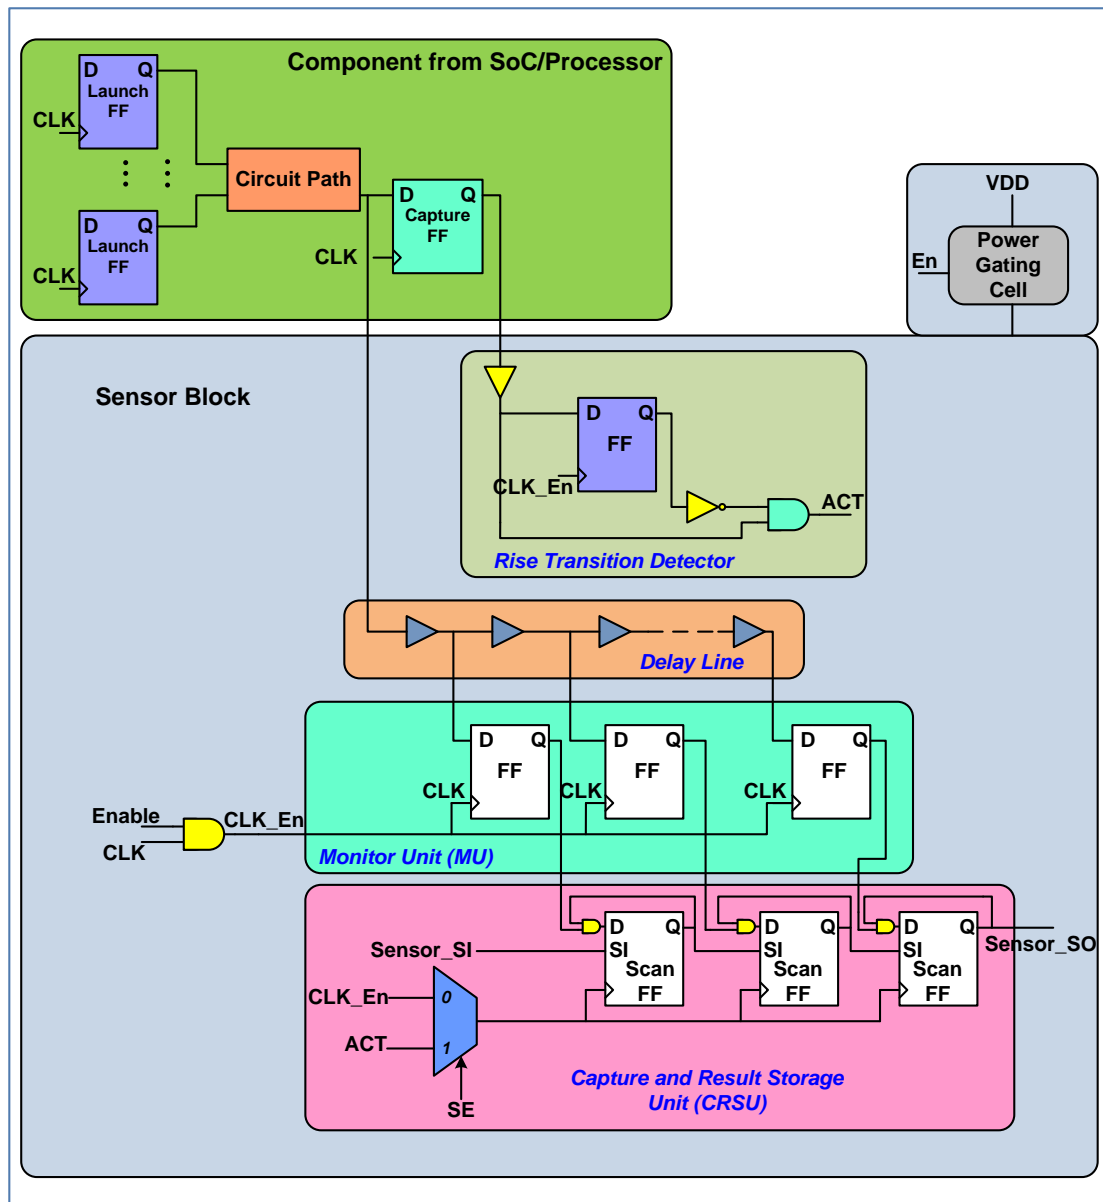 Component from SoC/Processor
D Q
Launch
FF
CLK
Circuit Path
D Q
Capture
FF
CLK
D Q
Launch
FF
CLK
VDD
Power
Gating
Cell
En
Sensor Block
D Q
FF
CLK_En
ACT
Rise Transition Detector
Delay Line
D Q
FF
CLK
D Q
FF
CLK
D Q
FF
CLK
Enable
CLK
CLK_En
Monitor Unit (MU)
D Q
SI
Scan
FF
D Q
SI
Scan
FF
D Q
SI
Scan
FF
Sensor_SO
Sensor_SI
CLK_En
0
ACT
1
SE
Capture and Result Storage
Unit (CRSU)